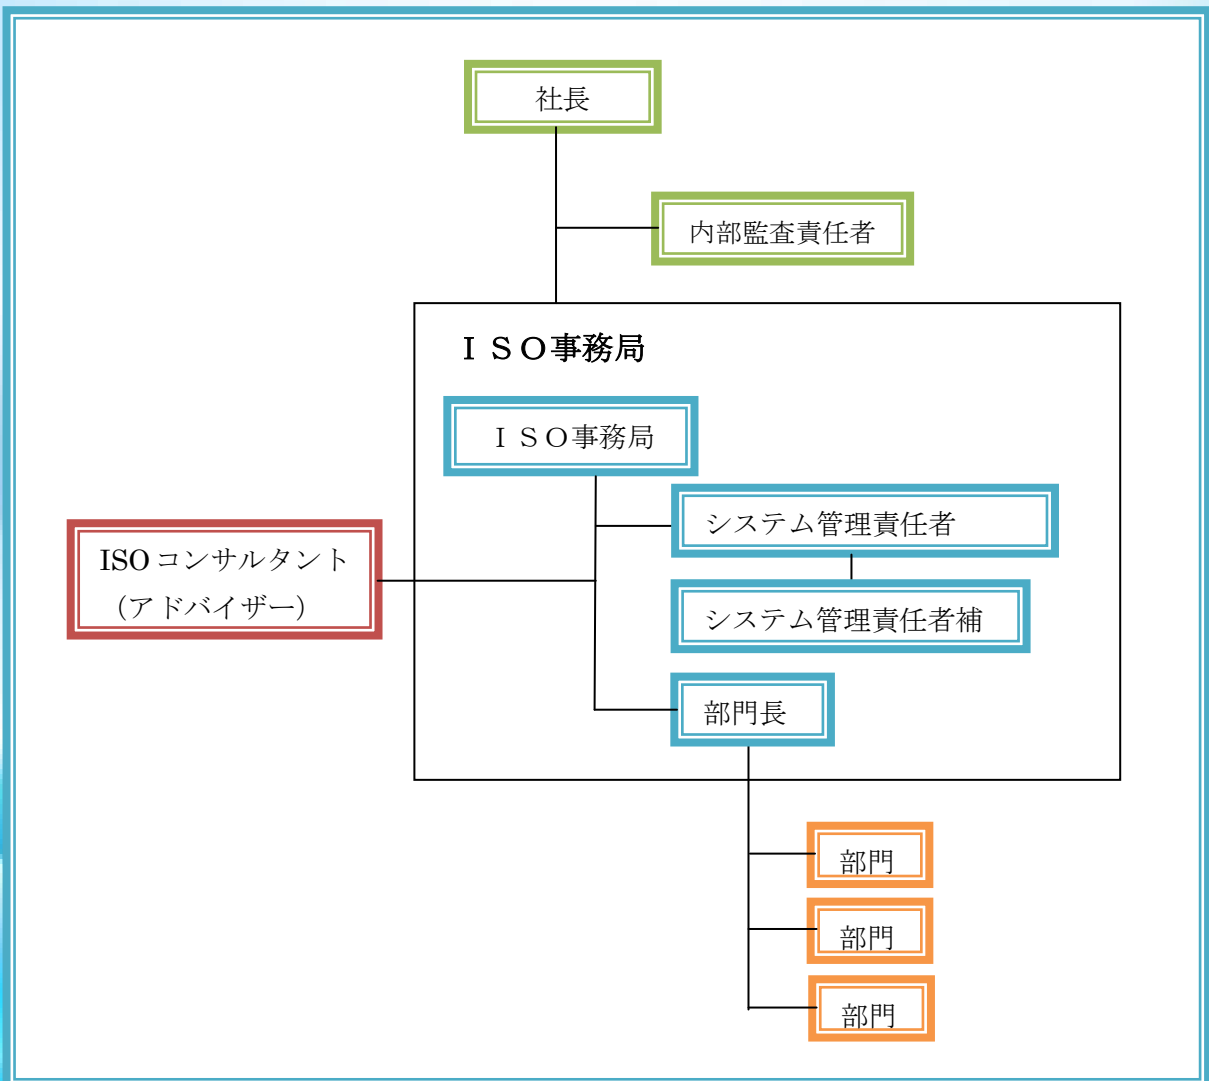 社長
内部監査責任者
ＩＳＯ事務局
ＩＳＯ事務局
システム管理責任者
ISO コンサルタント
（アドバイザー）
システム管理責任者補
部門長
部門
部門
部門